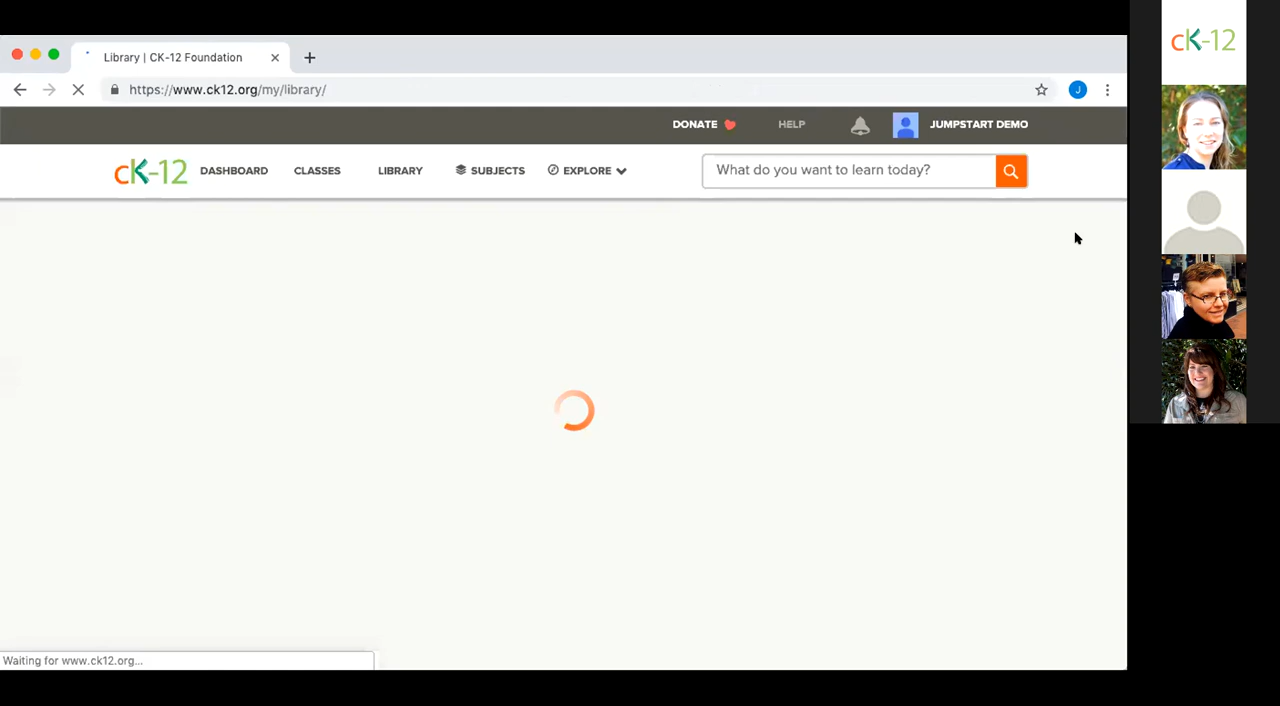 Library | CK-12 Foundation
https://www.ck12.org/my/library/
J
DONATE HELP JUMPSTART DEMO
cK-12 DASHBOARD CLASSES LIBRARY SUBJECTS EXPLORE What do you want to learn today?
Waiting for www.ck12.org...
cK-12